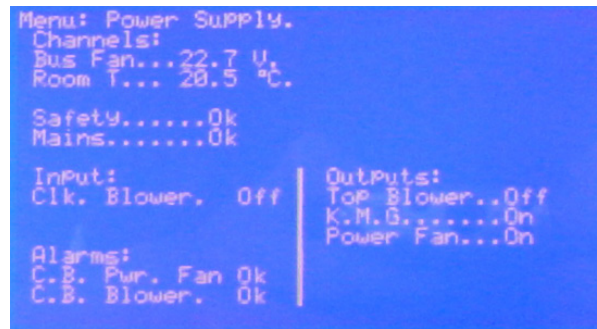 Menu: Power Supply.
Channels:
Bus Fan...22.7 V.
Room T... 20.5 °C.
Safety......Ok
Mains.......Ok
Input:
Clk. Blower. Off
Alarms:
C.B. Pwr. Fan Ok
C.B. Blower. Ok
Outputs:
Top Blower..Off
K.M.G.......On
Power Fan...On